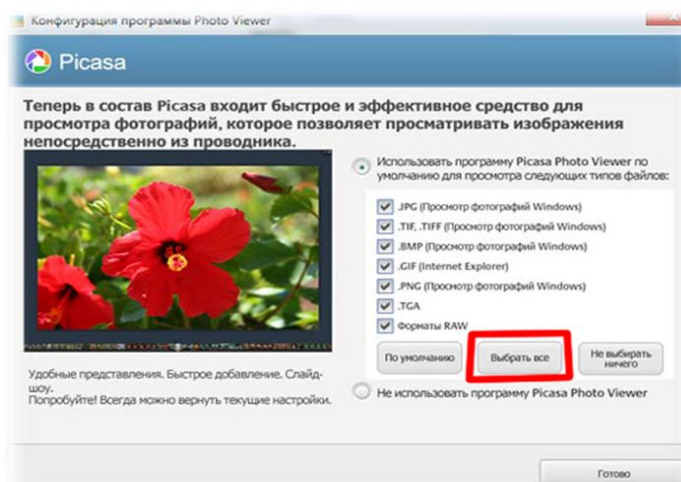 Конфигурация программы Photo Viewer
Picasa
Теперь в состав Picasa входит быстрое и эффективное средство для
просмотра фотографий, которое позволяет просматривать изображения
непосредственно из проводника.
Использовать программу Picasa Photo Viewer по
умолчанию для просмотра следующих типов файлов:
.JPG (Просмотр фотографий Windows)
.TIF, .TIFF (Просмотр фотографий Windows)
.BMP (Просмотр фотографий Windows)
.GIF (Internet Explorer)
.PNG (Просмотр фотографий Windows)
.TGA
Форматы RAW
По умолчанию
Выбрать все
Не выбирать
ничего
Удобные представления. Быстрое добавление. Слайд-
шоу.
Попробуйте! Всегда можно вернуть текущие настройки.
Не использовать программу Picasa Photo Viewer
Готово